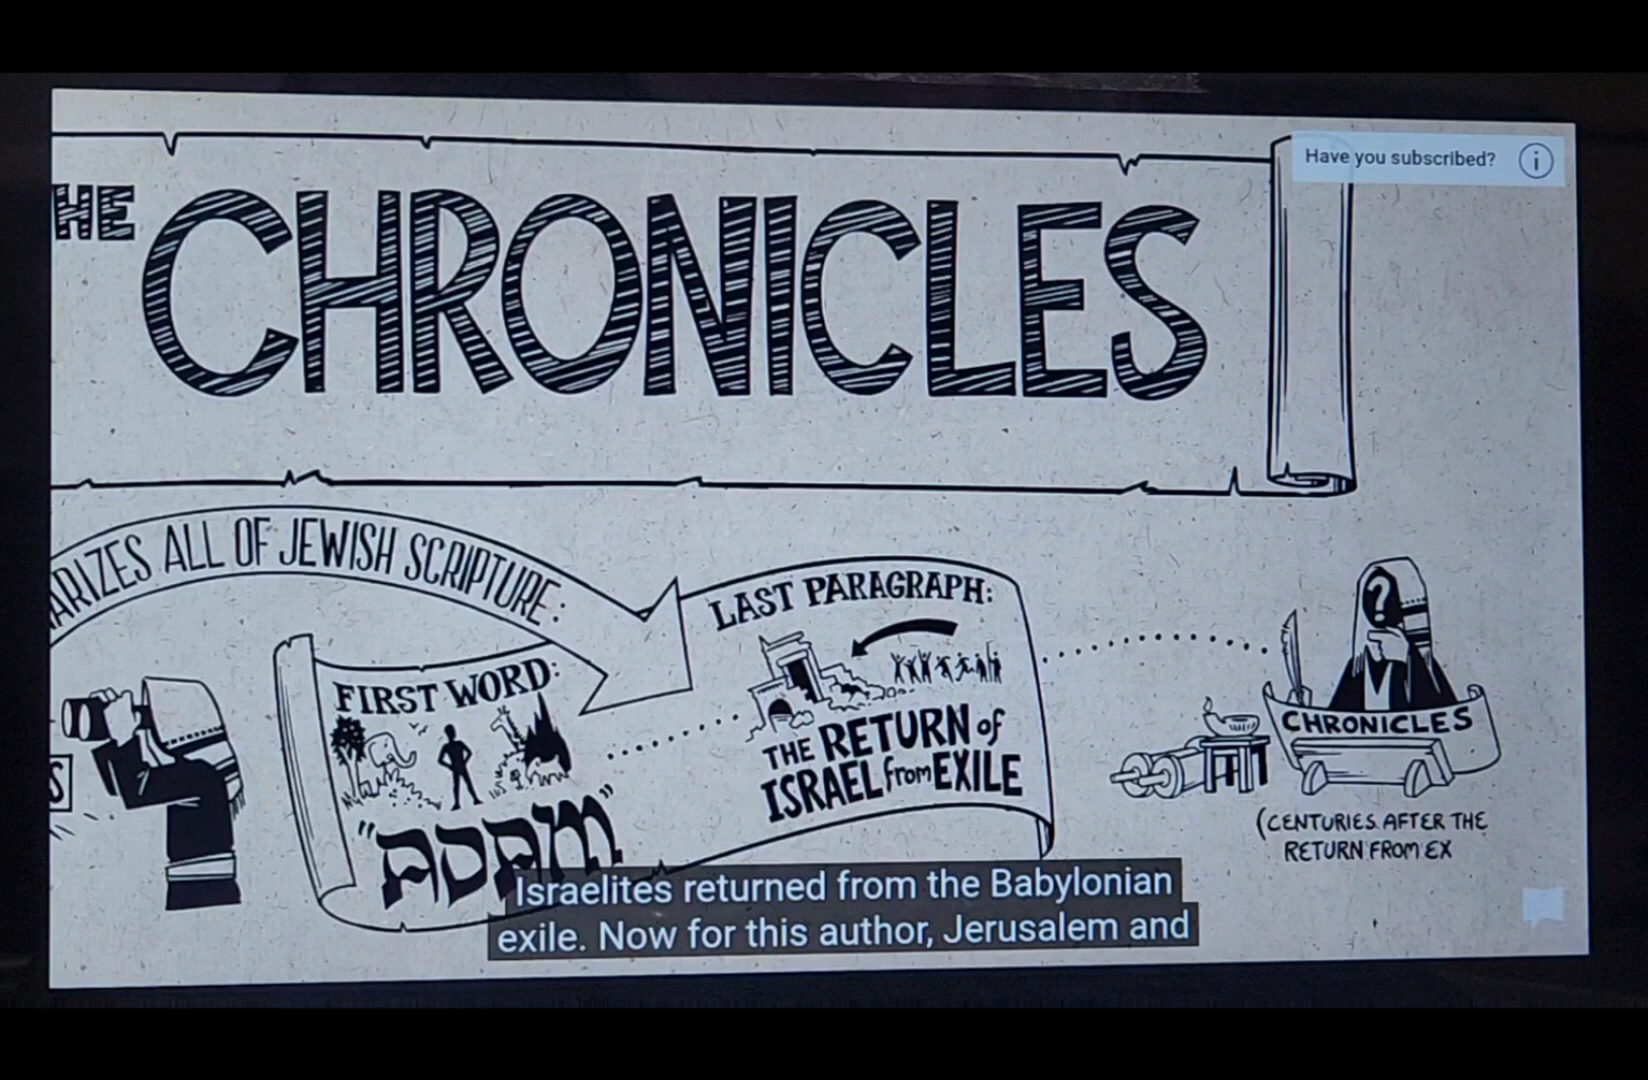 Have you subscribed?
HE CHRONICLES
ARIZES ALL OF JEWISH SCRIPTURE:
FIRST WORD:
"ADAM"
LAST PARAGRAPH:
THE RETURN of
ISRAEL from EXILE
S
CHRONICLES
(CENTURIES AFTER THE
RETURN FROM EX
Israelites returned from the Babylonian
exile. Now for this author, Jerusalem and